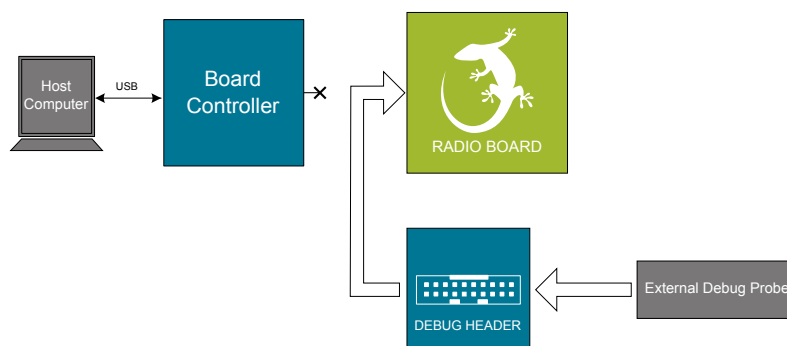 Host
Computer
USB
Board
Controller
RADIO BOARD
DEBUG HEADER
External Debug Probe